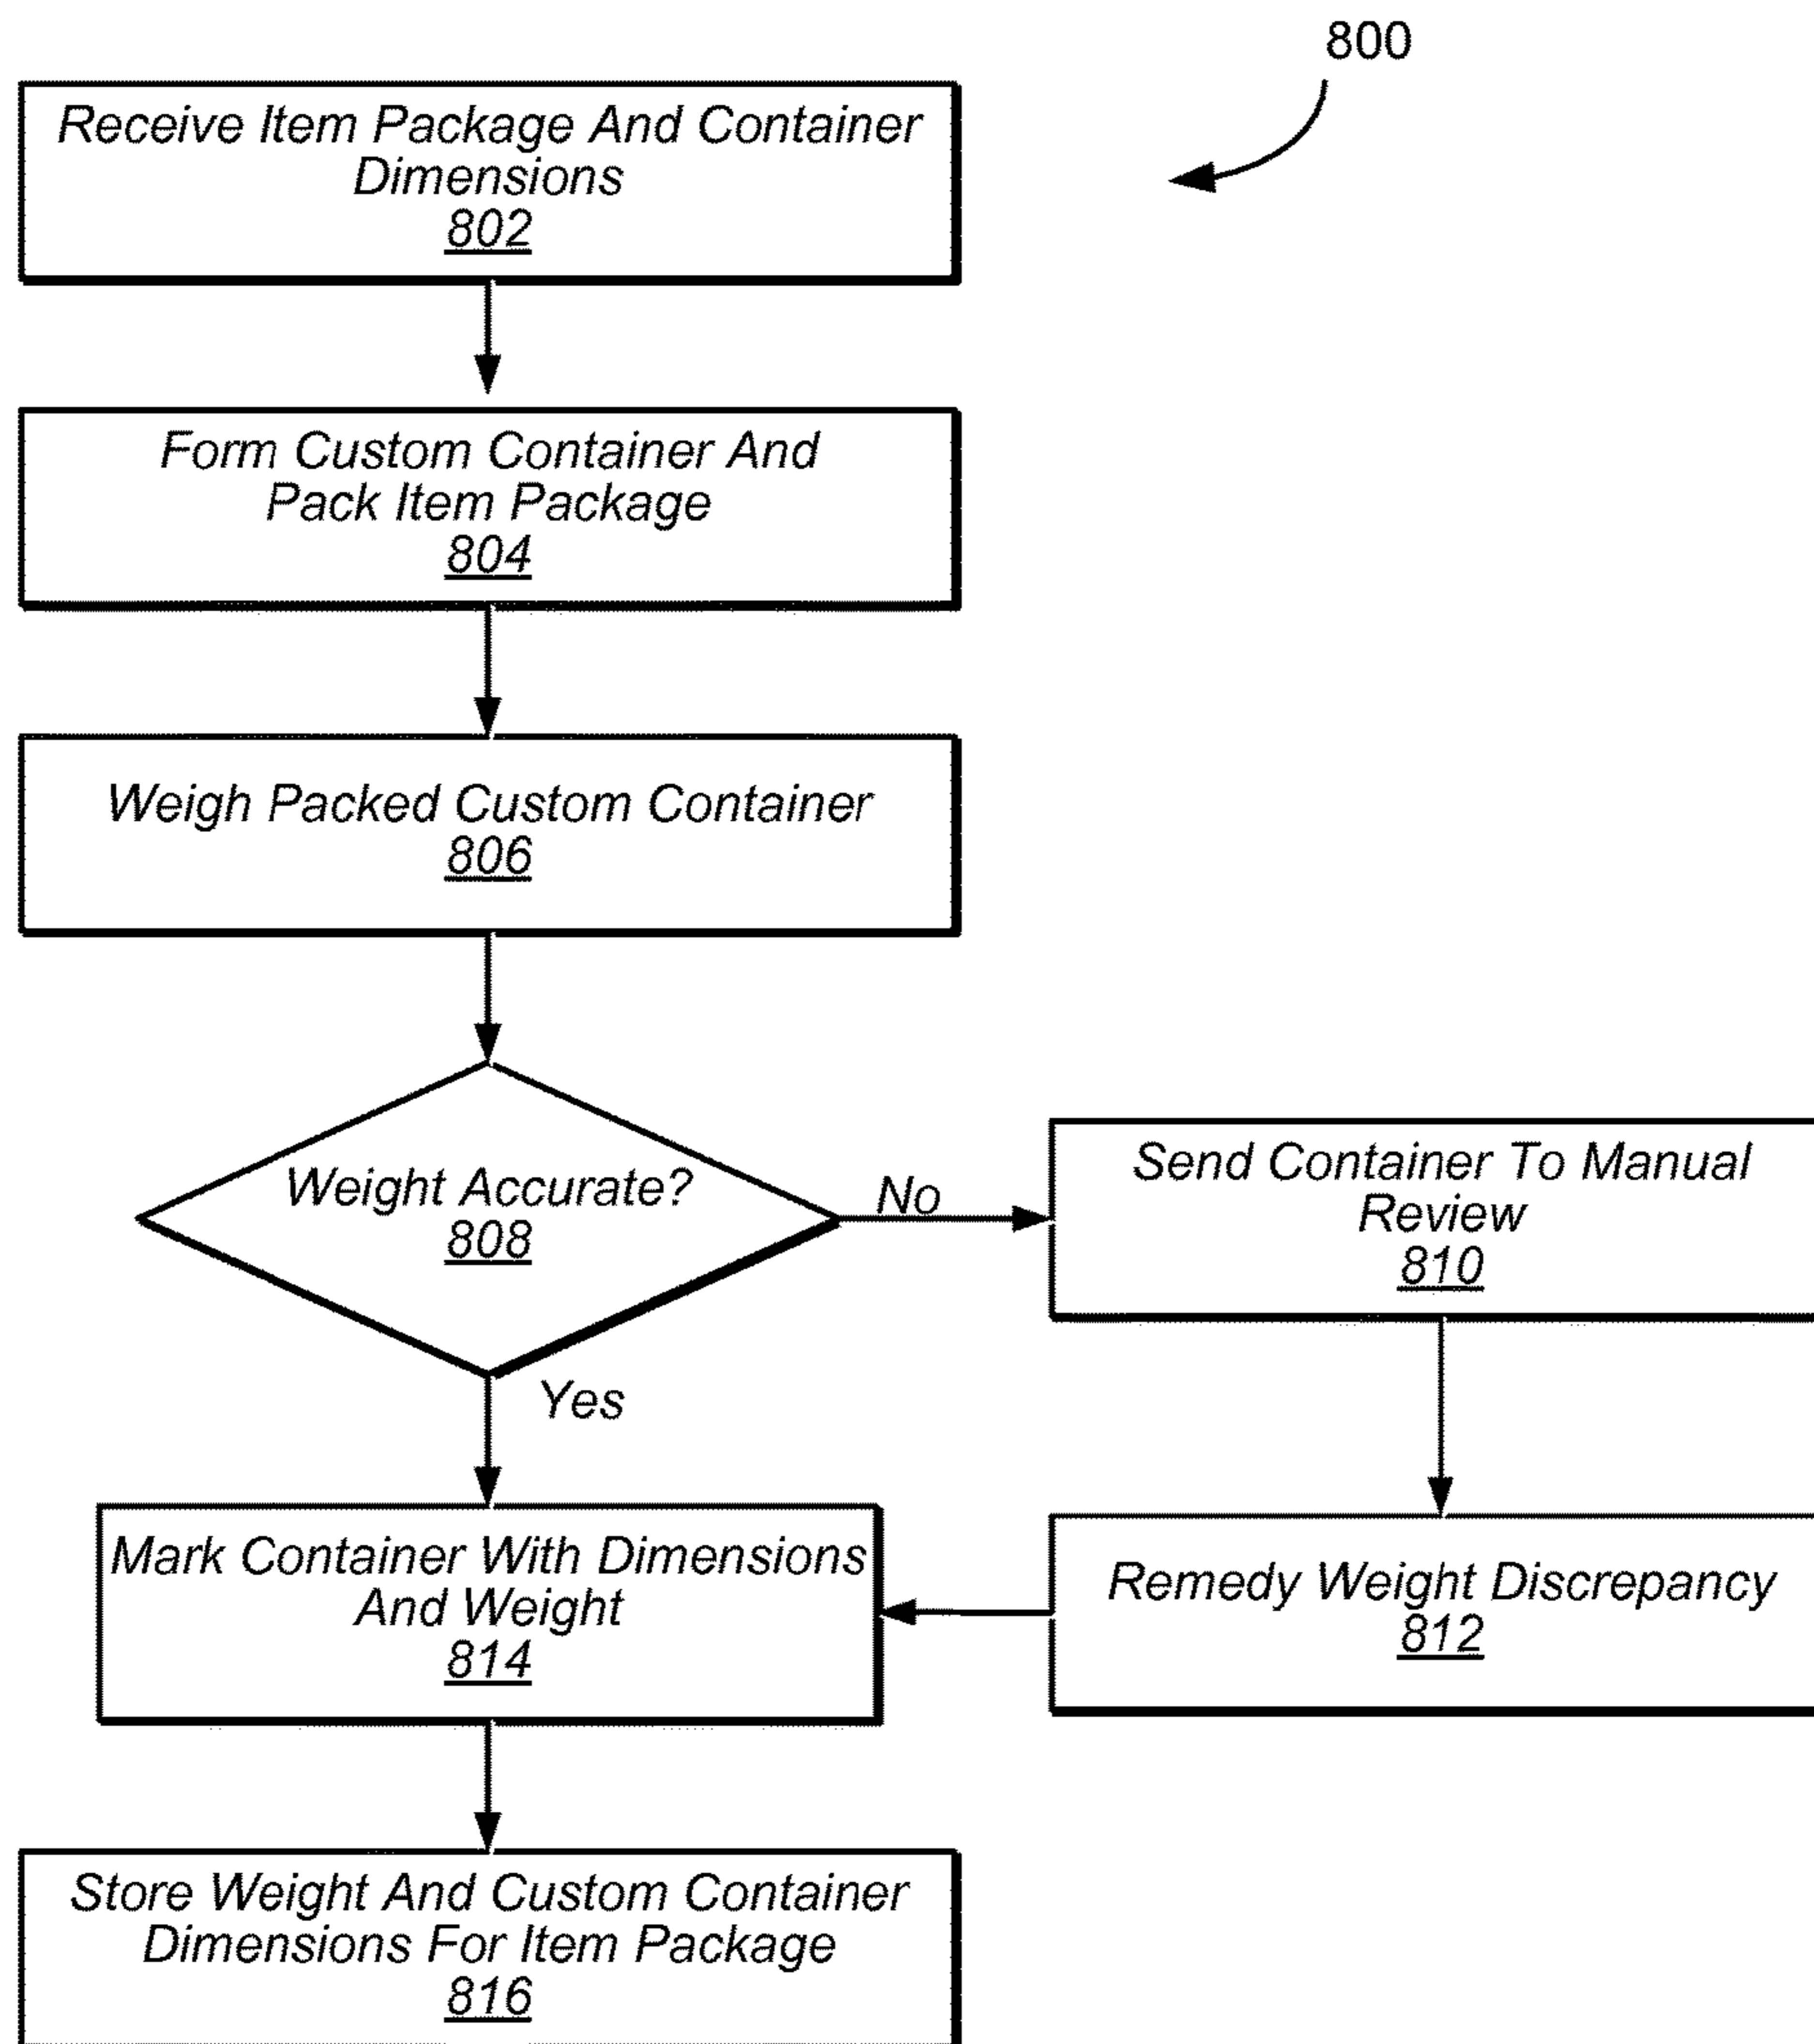 800
Receive Item Package And Container
Dimensions
802
Form Custom Container And
Pack Item Package
804
Weigh Packed Custom Container
806
Weight Accurate?
808
No
Send Container To Manual
Review
810
Yes
Remedy Weight Discrepancy
812
Mark Container With Dimensions
And Weight
814
Store Weight And Custom Container
Dimensions For Item Package
816